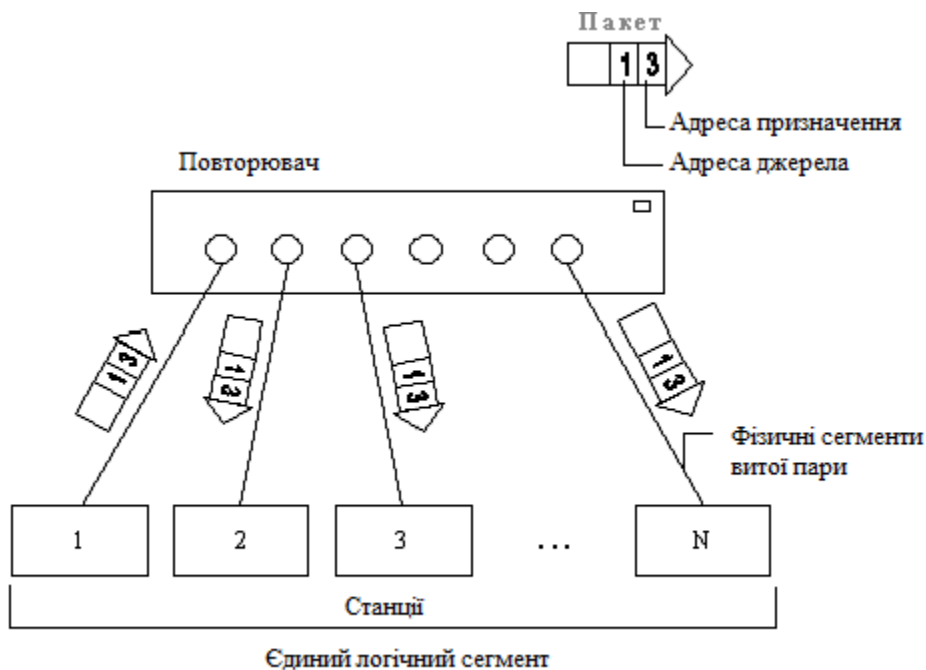 Пакет
1 3
Адреса призначення
Адреса джерела
Повторювач
1 3
1 3
1 3
1 3
Фізичні сегменти
витої пари
1
2
3
...
N
Станції
Єдиний логічний сегмент